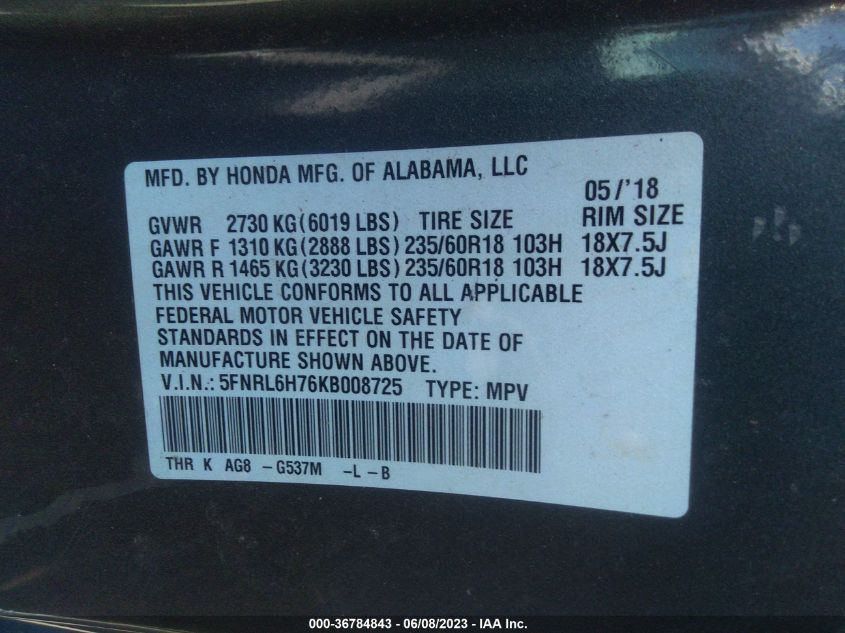 MFD. BY HONDA MFG. OF ALABAMA, LLC
05/'18
GVWR 2730 KG(6019 LBS) TIRE SIZE RIM SIZE
GAWR F 1310 KG(2888 LBS) 235/60R18 103H 18X7.5J
GAWR R 1465 KG(3230 LBS) 235/60R18 103H 18X7.5J
THIS VEHICLE CONFORMS TO ALL APPLICABLE
FEDERAL MOTOR VEHICLE SAFETY
STANDARDS IN EFFECT ON THE DATE OF
MANUFACTURE SHOWN ABOVE.
V.I.N.: 5FNRL6H76KB008725 TYPE: MPV
THR K AG8 -G537M -L-B
000-36784843 - 06/08/2023 - IAA Inc.